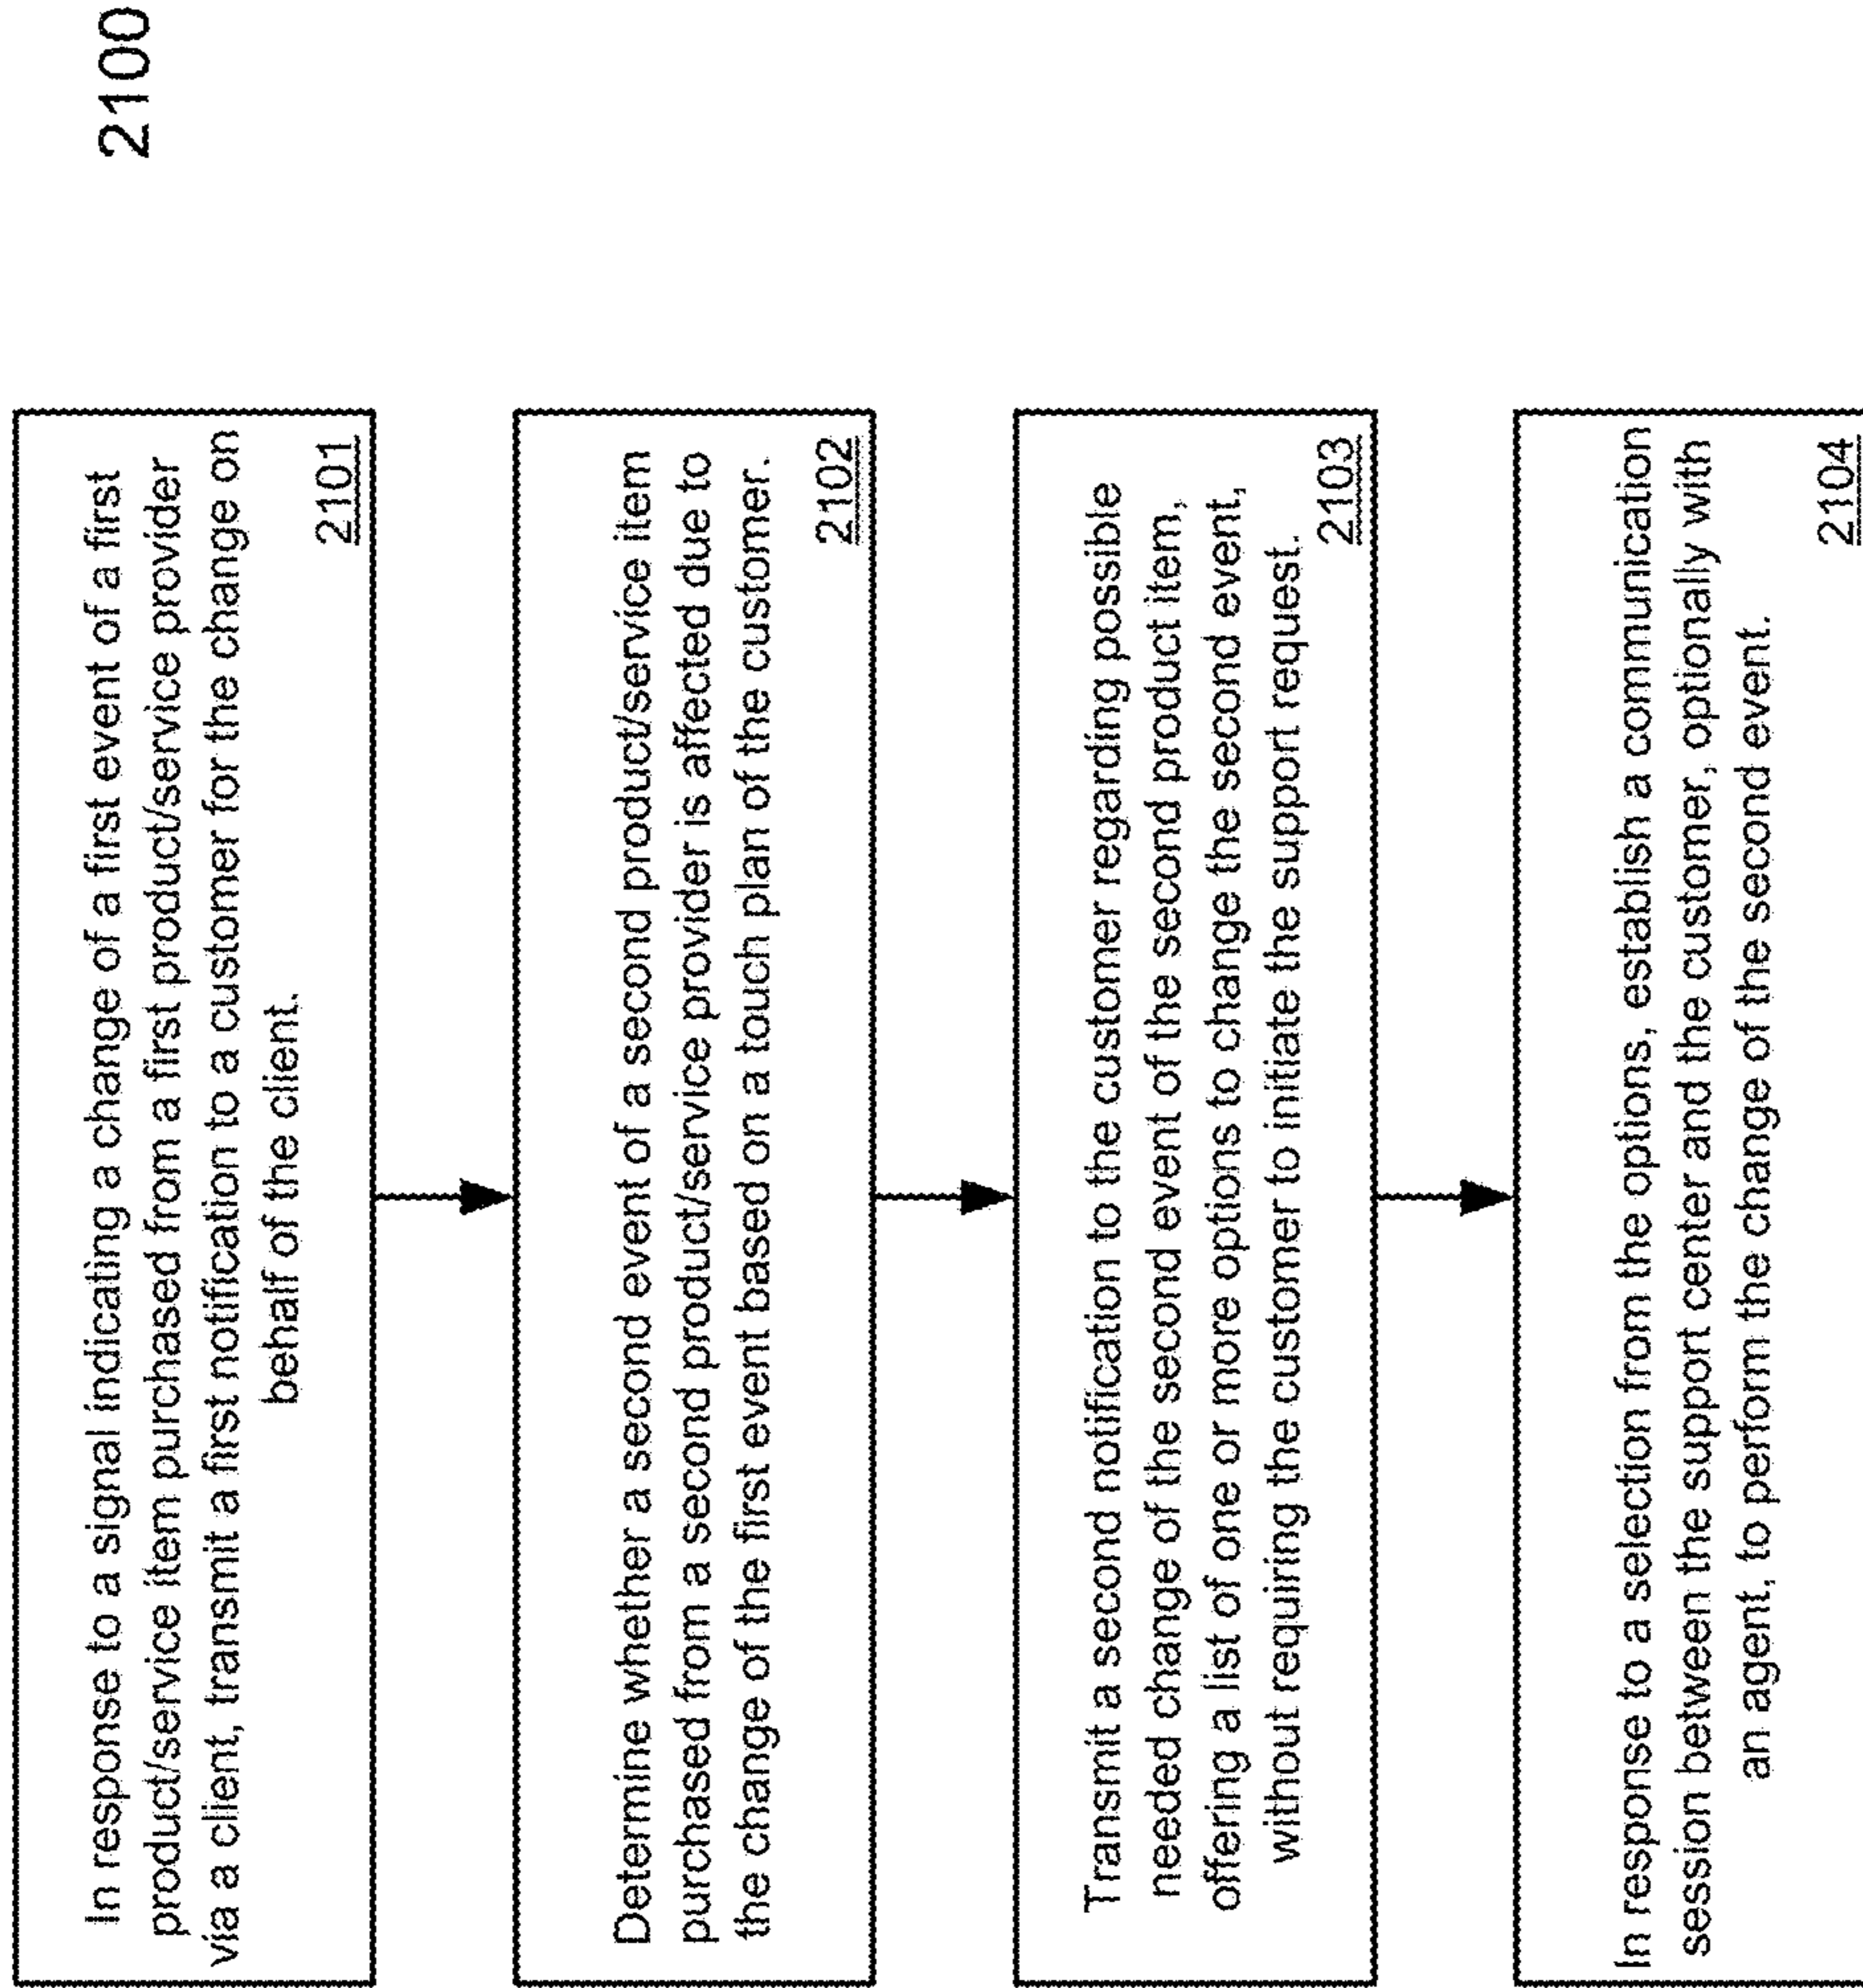 2100
In response to a signal indicating a change of a first event of a first
product/service item purchased from a first product/service provider
via a client, transmit a first notification to a customer for the change on
behalf of the client.
2101
Determine whether a second event of a second product/service item
purchased from a second product/service provider is affected due to
the change of the first event based on a touch plan of the customer.
2102
Transmit a second notification to the customer regarding possible
needed change of the second event of the second product item,
offering a list of one or more options to change the second event,
without requiring the customer to initiate the support request.
2103
In response to a selection from the options, establish a communication
session between the support center and the customer, optionally with
an agent, to perform the change of the second event.
2104